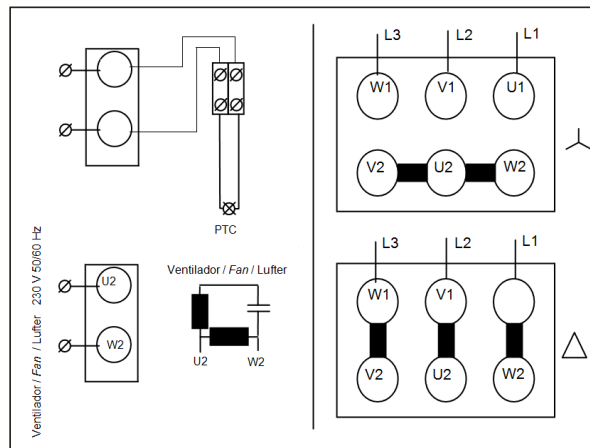 PTC
Ventilador / Fan / Lufter 230 V 50/60 Hz
U2
W2
Ventilador / Fan / Lufter
U2 W2
L3 L2 L1
W1 V1 U1
V2 U2 W2
L3 L2 L1
W1 V1
V2 U2 W2